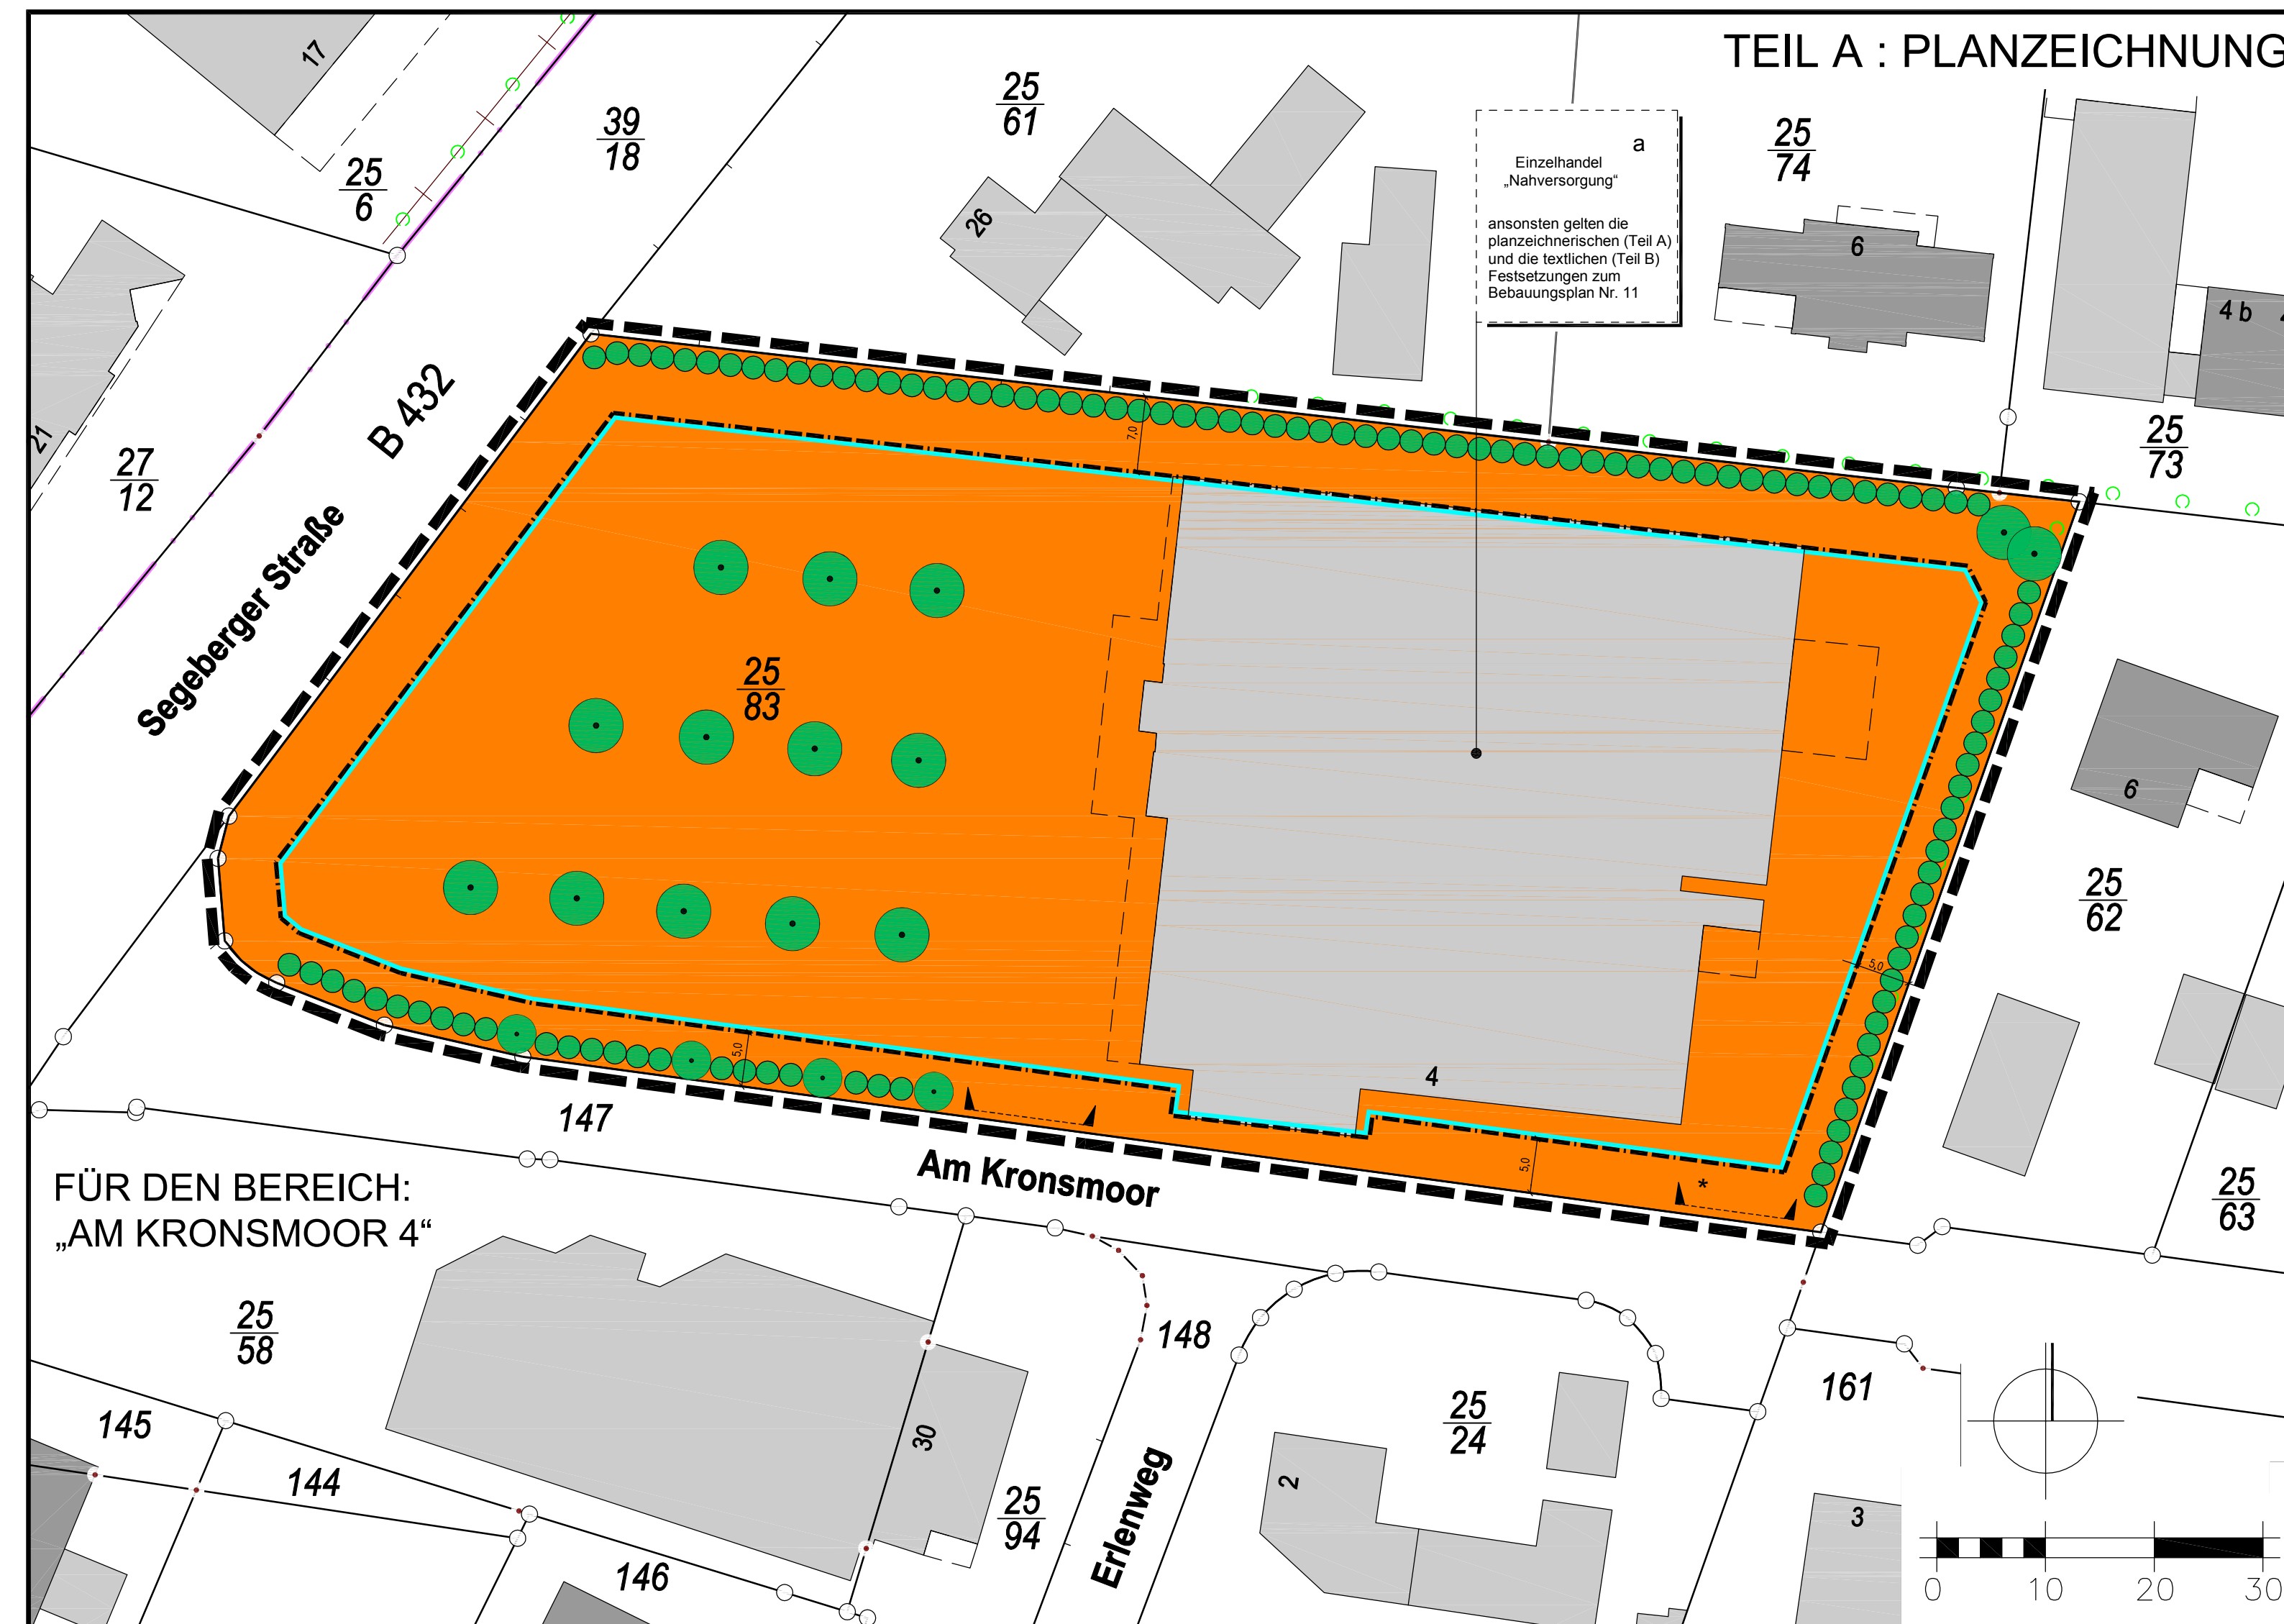 TEIL A : PLANZEICHNUNG
17
39
18
25
61
25
6
26
a
Einzelhandel
„Nahversorgung“
ansonsten gelten die
planzeichnerischen (Teil A)
und die textlichen (Teil B)
Festsetzungen zum
Bebauungsplan Nr. 11
25
74
6
4 b
25
73
21
27
12
B 432
Segeberger Straße
7,0
25
83
6
25
62
5,0
5,0
4
5,0
*
147
Am Kronsmoor
FÜR DEN BEREICH:
„AM KRONSMOOR 4“
25
63
25
58
148
161
145
144
30
25
94
146
Erlenweg
25
24
2
3
0 10 20 30